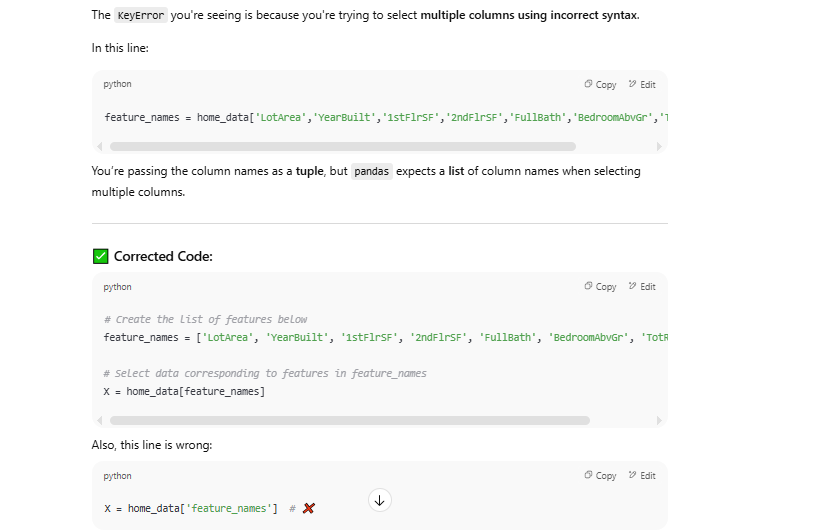 The KeyError you're seeing is because you're trying to select multiple columns using incorrect syntax.
In this line:
python
Copy Edit
feature_names = home_data['LotArea','YearBuilt','1stFlrSF','2ndFlrSF','FullBath','BedroomAbvGr','
You're passing the column names as a tuple, but pandas expects a list of column names when selecting
multiple columns.
Corrected Code:
python
Copy Edit
# Create the list of features below
feature_names = ['LotArea', 'YearBuilt', '1stFlrSF', '2ndFlrSF', 'FullBath', 'BedroomAbvGr', 'TotR
# Select data corresponding to features in feature_names
X = home_data[feature_names]
Also, this line is wrong:
python
Copy Edit
X = home_data['feature_names'] # ❌